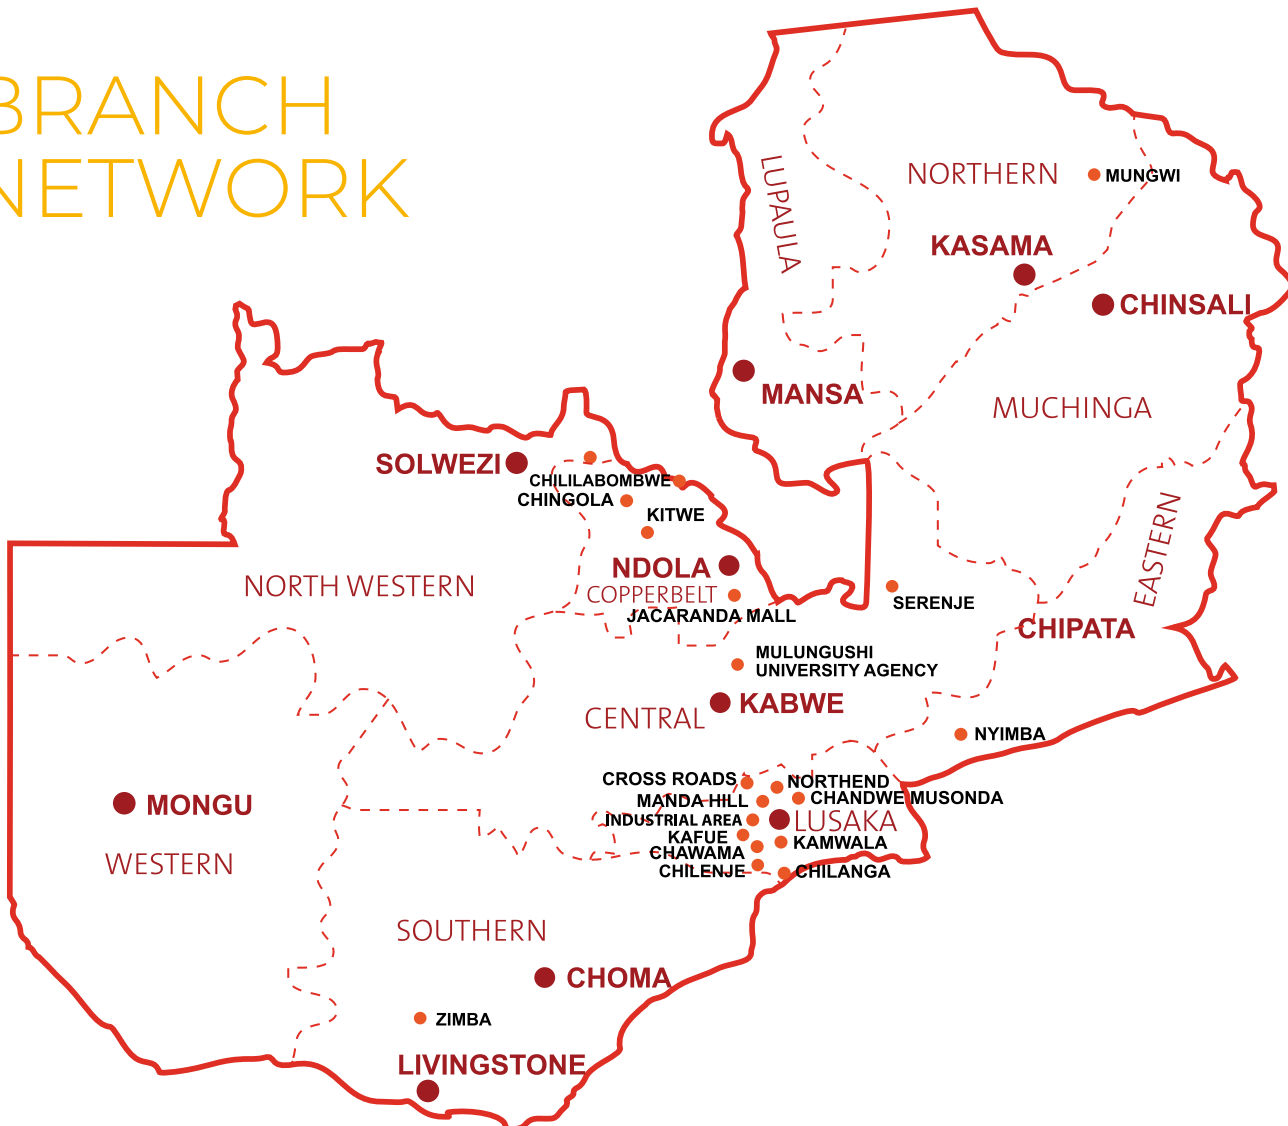 BRANCH
NETWORK
LUPAULA
NORTHERN
MUNGWI
KASAMA
CHINSALI
MANSA
MUCHINGA
SOLWEZI
CHILILABOMBWE
CHINGOLA
KITWE
EASTERN
NDOLA
NORTH WESTERN
COPPERBELT
JACARANDA MALL
SERENJE
CHIPATA
MULUNGUSHI
UNIVERSITY AGENCY
KABWE
CENTRAL
NYIMBA
CROSS ROADS
NORTHEND
MANDA HILL
CHANDWE MUSONDA
INDUSTRIAL AREA
LUSAKA
KAFUE
KAMWALA
CHAWAMA
CHILENJE
CHILANGA
MONGU
WESTERN
SOUTHERN
CHOMA
ZIMBA
LIVINGSTONE